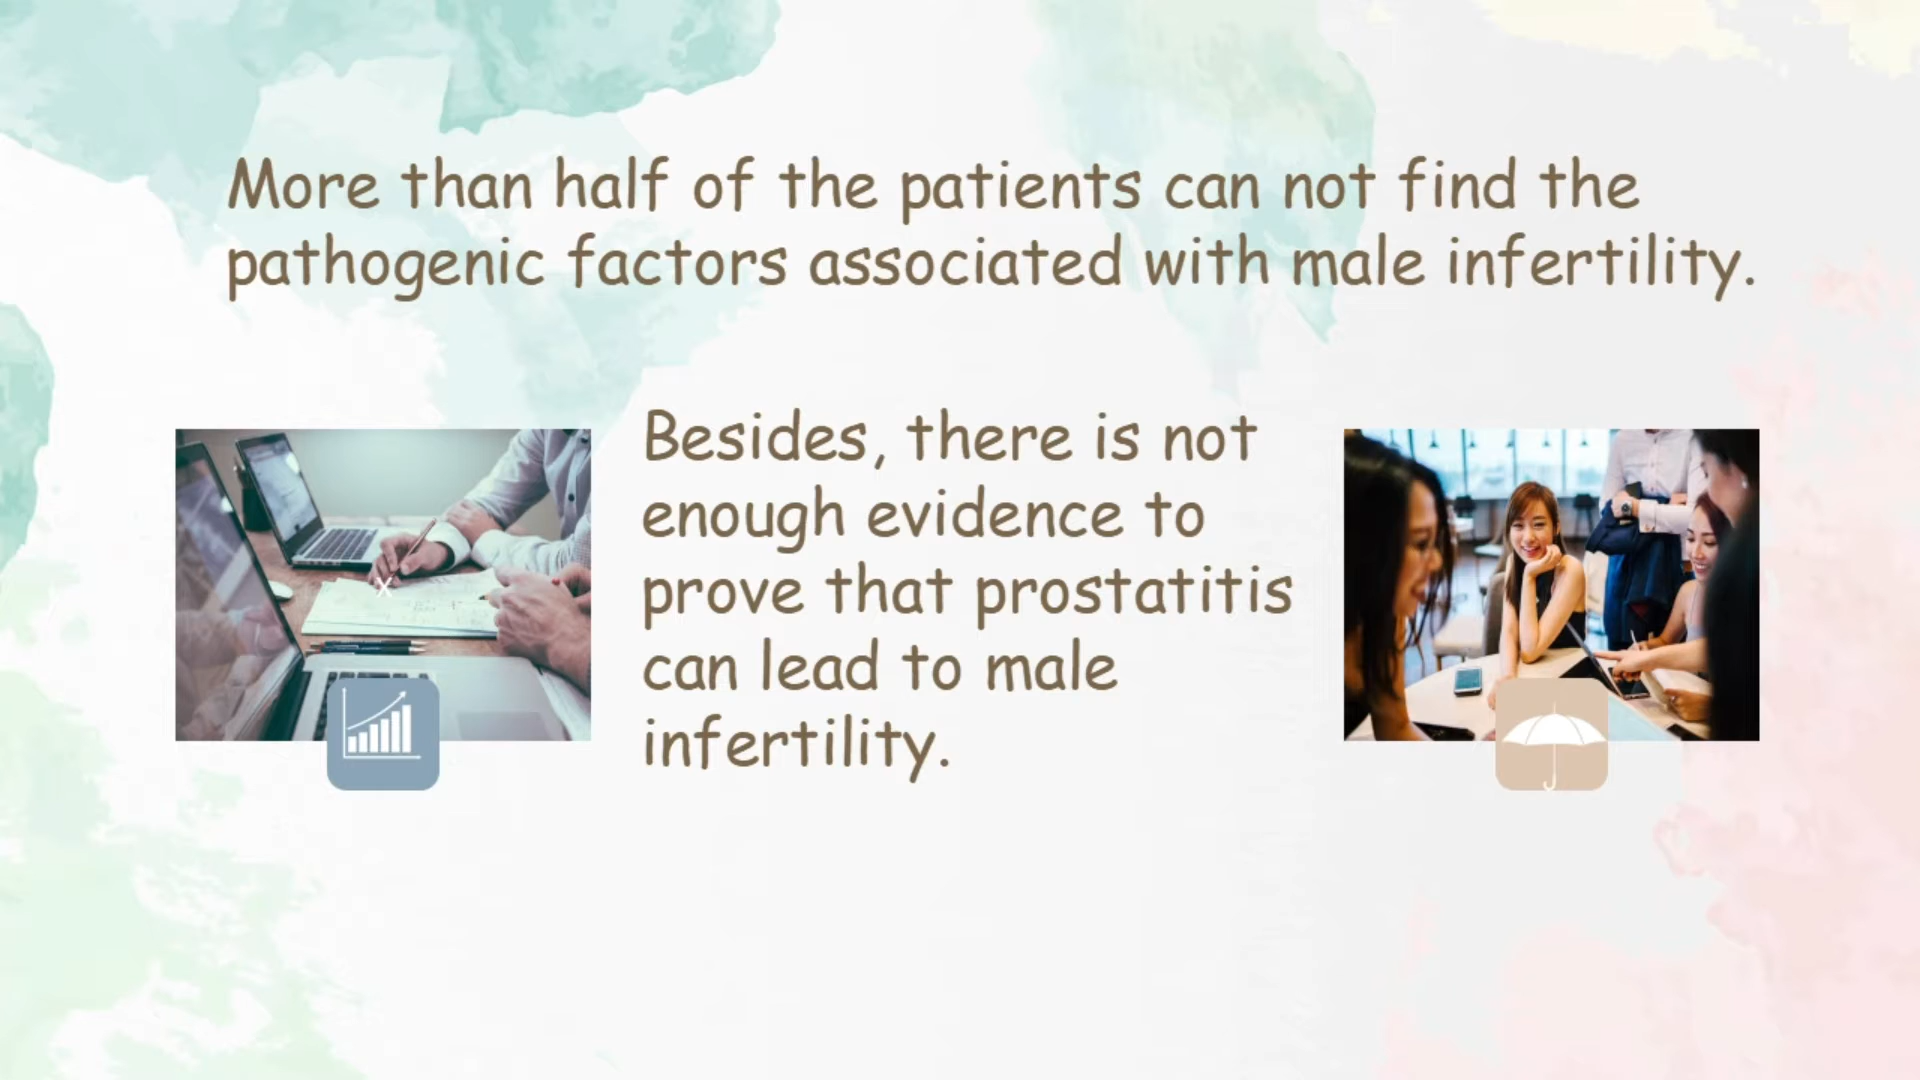 More than half of the patients can not find the
pathogenic factors associated with male infertility.
Besides, there is not
enough evidence to
prove that prostatitis
can lead to male
infertility.
X